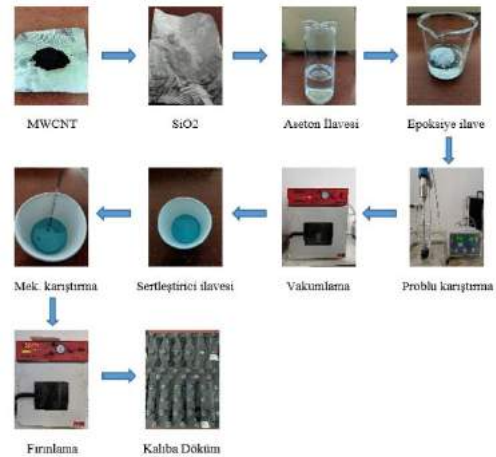 MWCNT
SiO2
Aseton İlavesi
Epoksiye ilave
Mek. karıştırma
Sertleştirici ilavesi
Vakumlama
Problu karıştırma
Fırınlama
Kalıba Döküm